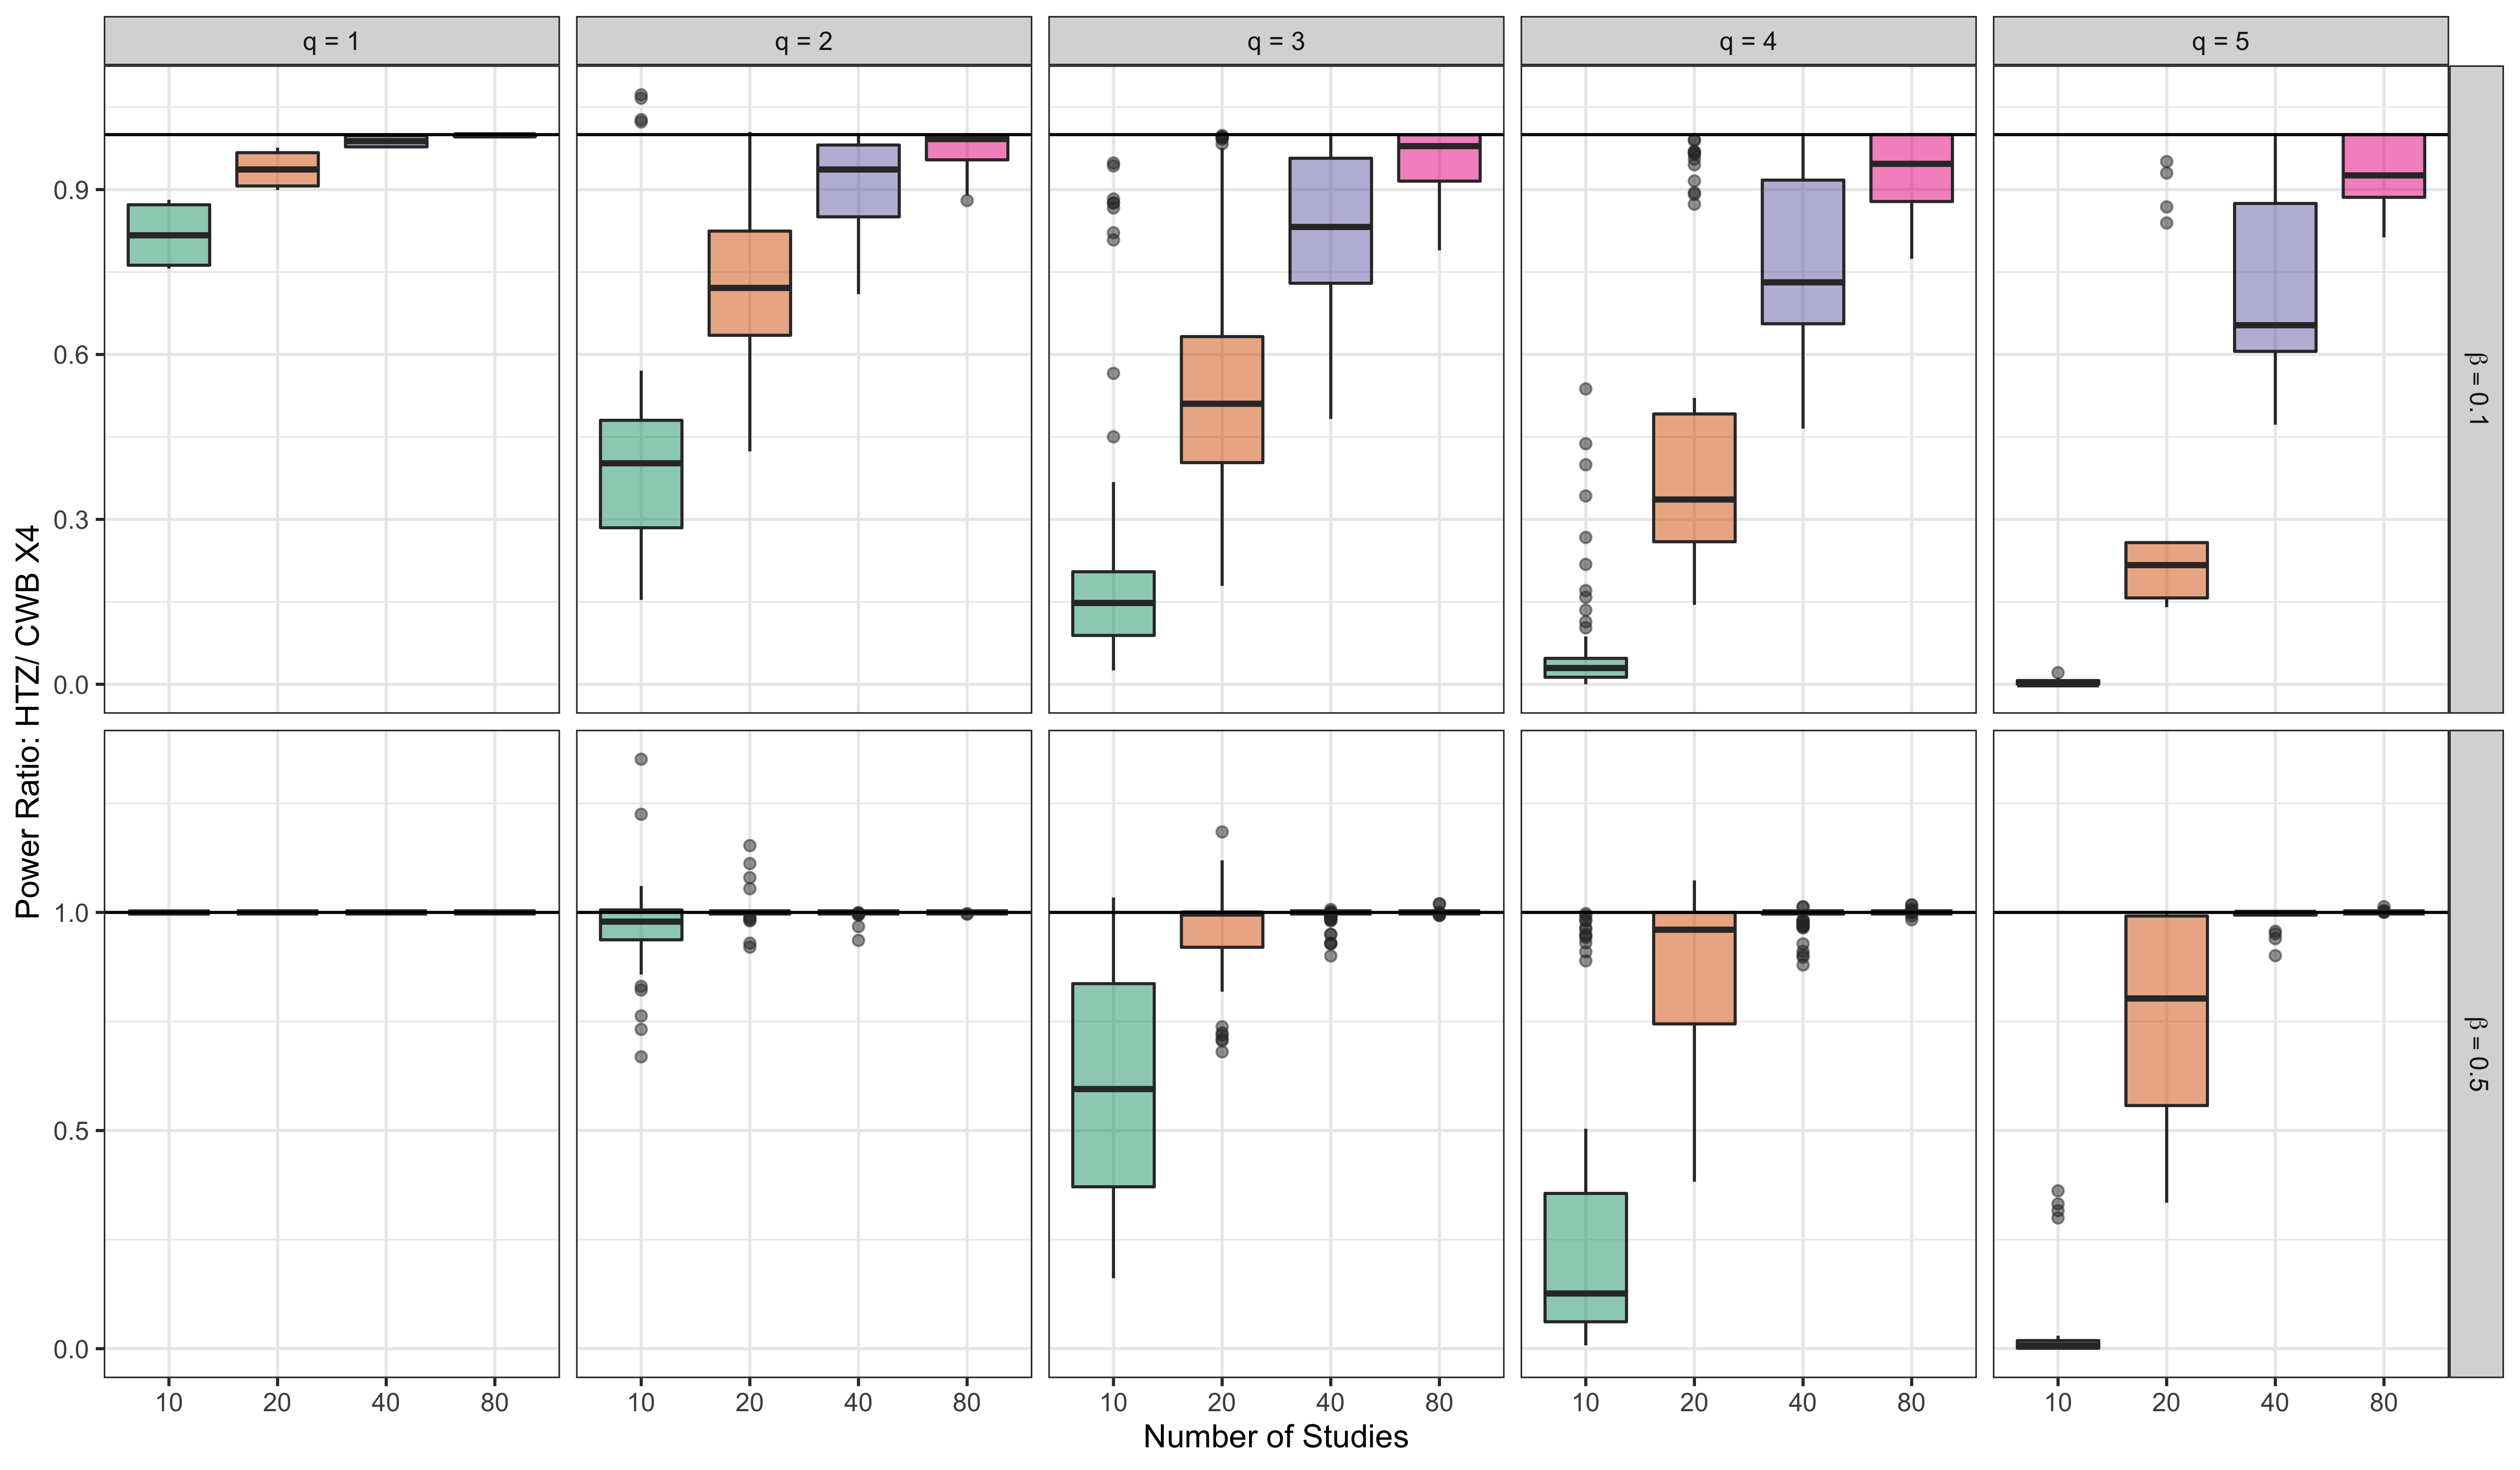 q = 1 q = 2 q = 3 q = 4 q = 5
Power Ratio: HTZ/ CWB X4
0.9
0.6
0.3
0.0
β = 0.1
1.0
0.5
0.0
β = 0.5
10 20 40 80 10 20 40 80 10 20 40 80 10 20 40 80 10 20 40 80
Number of Studies